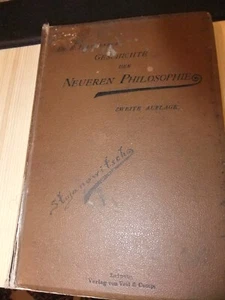 GESCHICHTE
DER
NEUEREN PHILOSOPHIE
ZWEITE AUFLAGE.
Leipzig
Verlag von Veit & Comp.